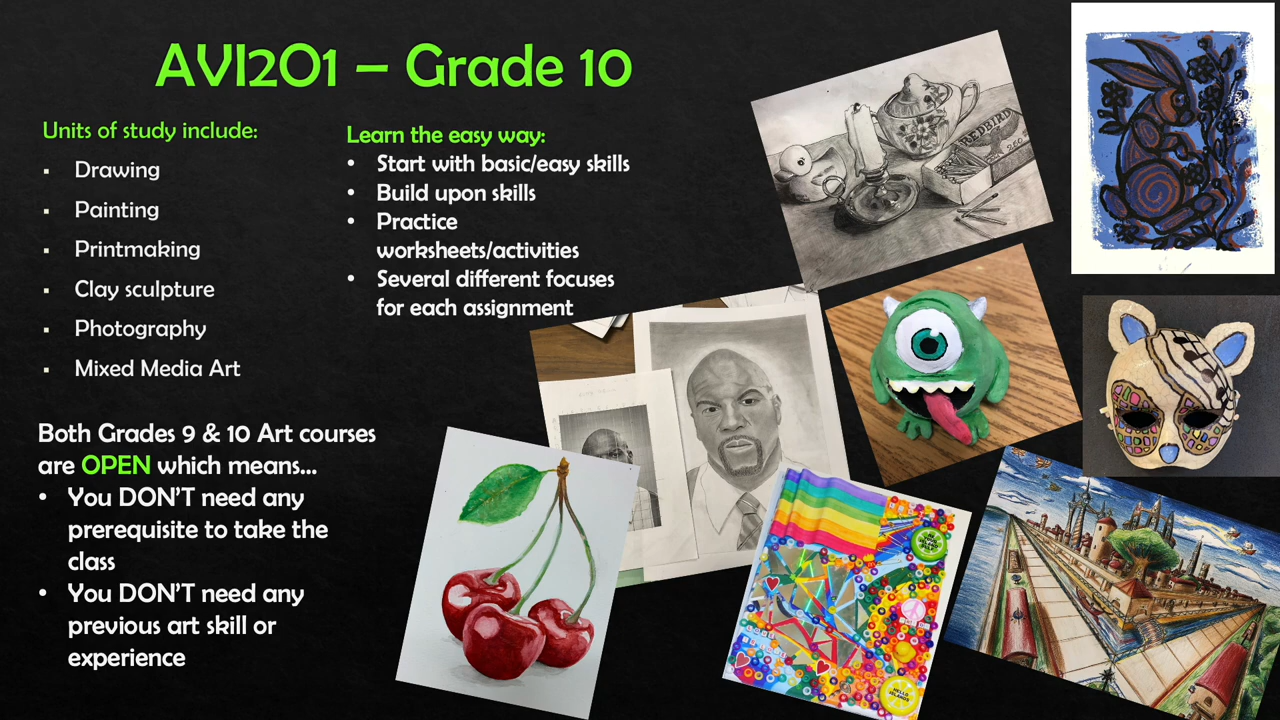 AVI2O1 – Grade 10
Units of study include:
▪ Drawing
▪ Painting
▪ Printmaking
▪ Clay sculpture
▪ Photography
▪ Mixed Media Art
Learn the easy way:
• Start with basic/easy skills
• Build upon skills
• Practice
worksheets/activities
• Several different focuses
for each assignment
Both Grades 9 & 10 Art courses
are OPEN which means...
• You DON'T need any
prerequisite to take the
class
• You DON'T need any
previous art skill or
experience
REDBIRD
HELLO